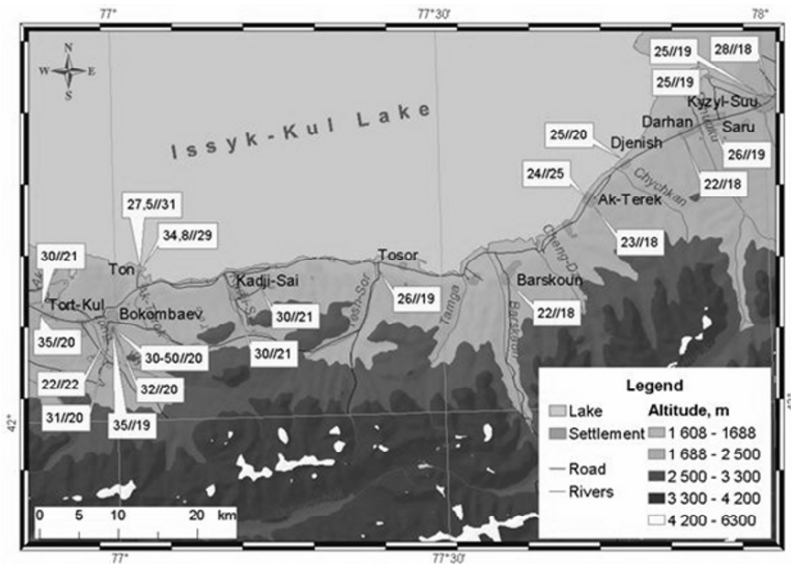 77°
77°30'
78°
N
W E
S
Issyk-Kul Lake
25//19
28//18
25//19
Kyzyl-Suu
Darhan
Saru
Djenish
25//20
26//19
Chychkan
22//18
24//25
Ak-Terek
23//18
27,5//31
34,8//29
30//21
Ton
Tosor
Kadji-Sai
Barskoun
Tort-Kul
Bokombaev
26//19
Tamga
Barskoun
22//18
30//21
35//20
30-50//20
30//21
22//22
32//20
31//20
35//19
42°
Legend
Lake
Settlement
Road
Rivers
Altitude, m
1 608 - 1688
1 688 - 2 500
2 500 - 3 300
3 300 - 4 200
4 200 - 6300
0 5 10 20 km
77°
77°30'